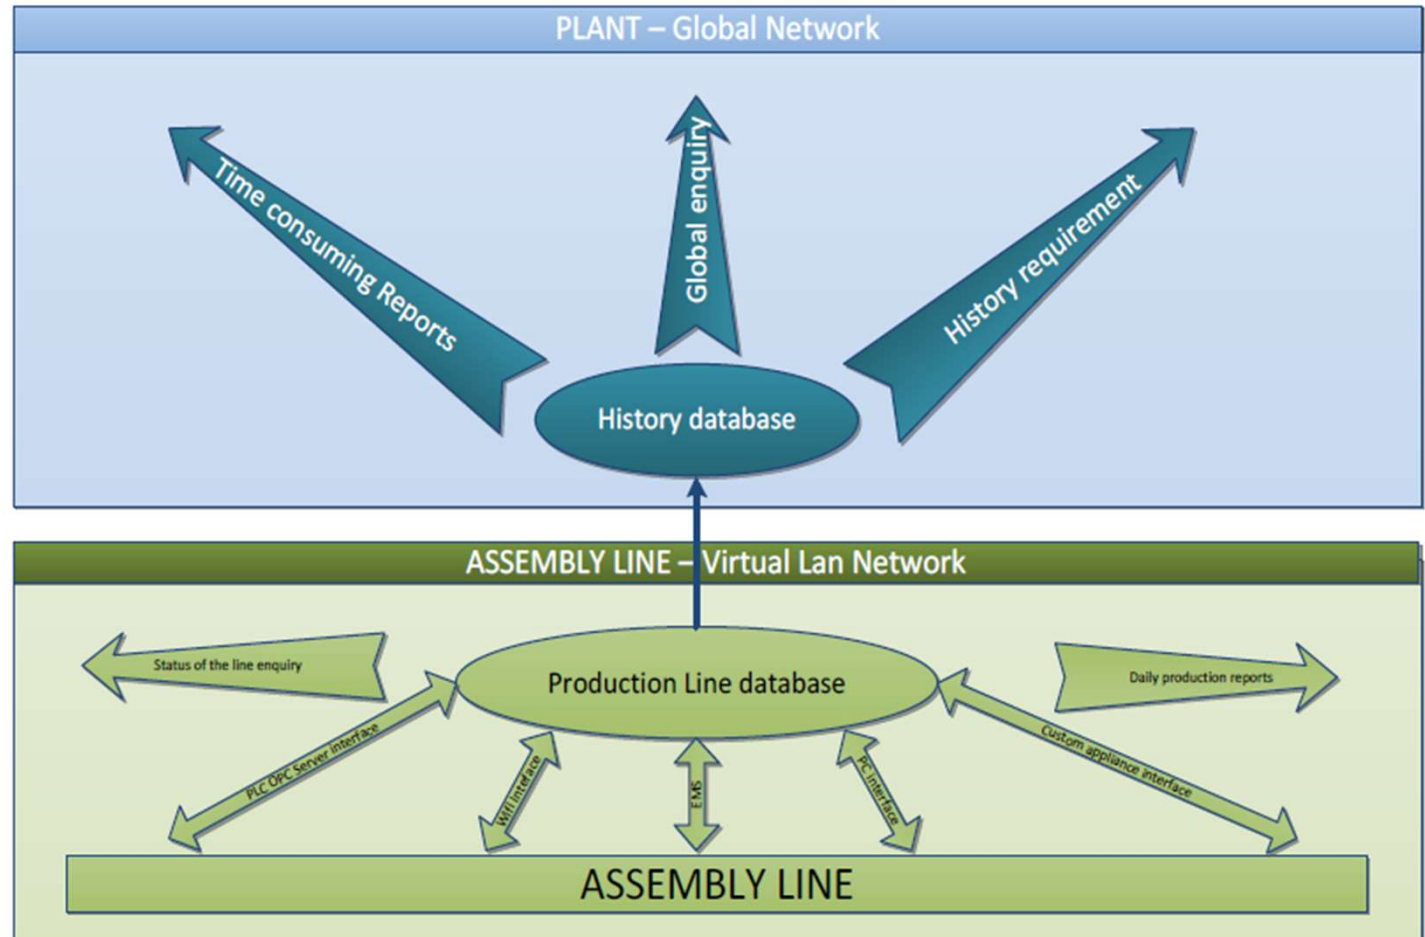 PLANT – Global Network
Time consuming Reports
Global enquiry
History requirement
History database
ASSEMBLY LINE – Virtual Lan Network
Status of the line enquiry
Production Line database
Daily production reports
PLC OPC Server interface
Wifi Inteface
EMS
PC interface
Custom appliance interface
ASSEMBLY LINE